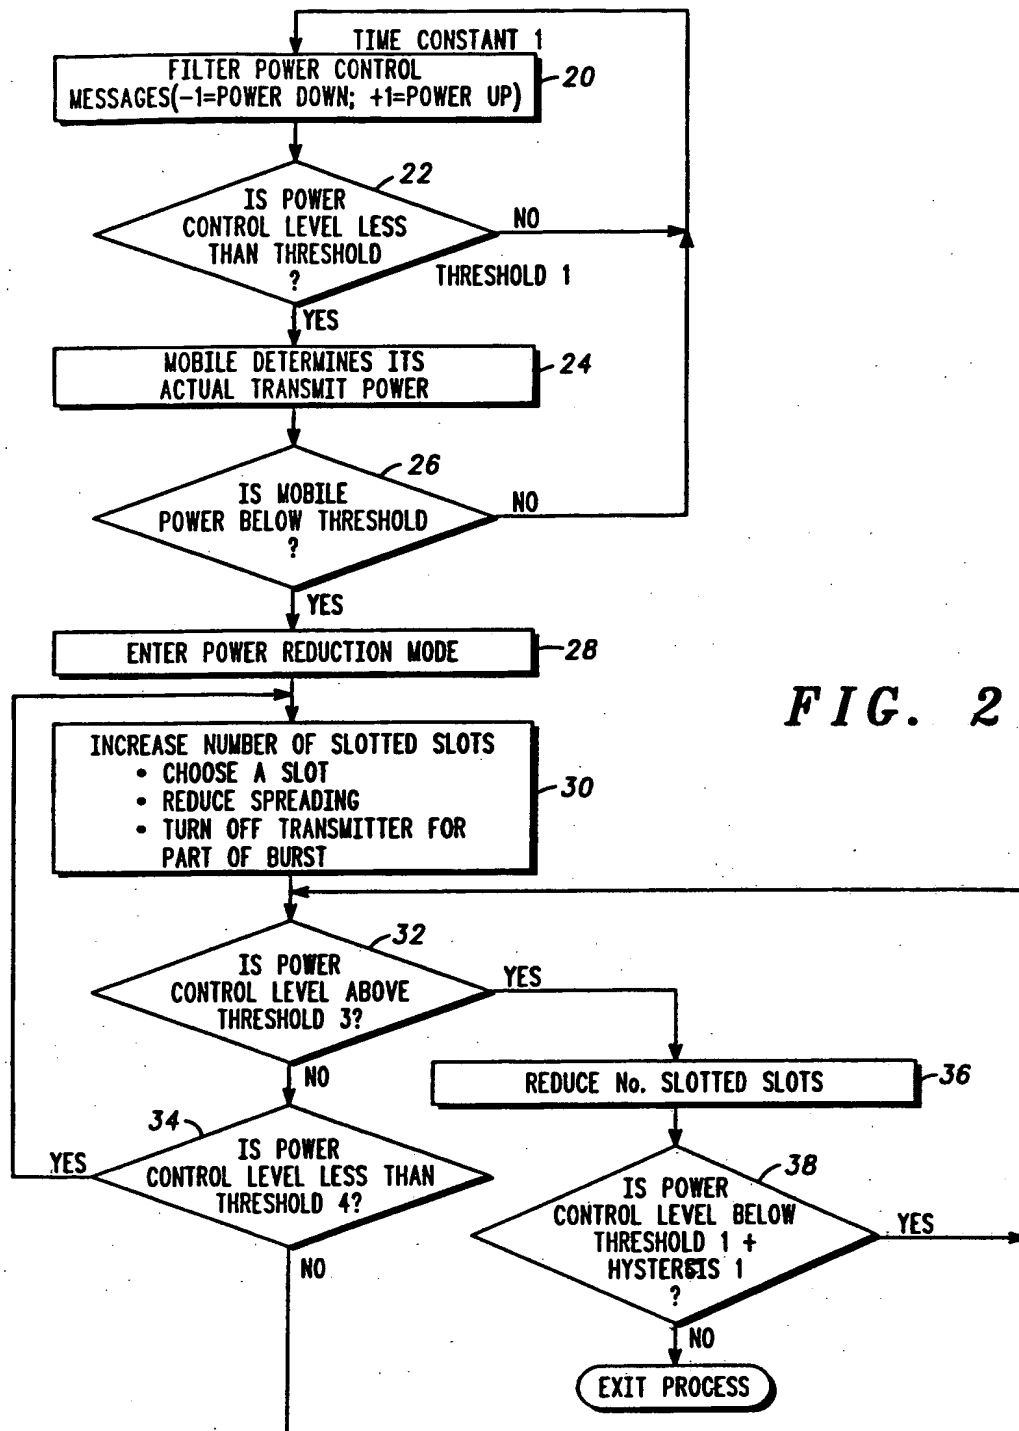 TIME CONSTANT 1
FILTER POWER CONTROL
MESSAGES(-1=POWER DOWN; +1=POWER UP)
20
22
IS POWER
CONTROL LEVEL LESS
THAN THRESHOLD
?
NO
THRESHOLD 1
YES
MOBILE DETERMINES ITS
ACTUAL TRANSMIT POWER
24
26
IS MOBILE
POWER BELOW THRESHOLD
?
NO
YES
ENTER POWER REDUCTION MODE
28
FIG. 2
INCREASE NUMBER OF SLOTTED SLOTS
• CHOOSE A SLOT
• REDUCE SPREADING
• TURN OFF TRANSMITTER FOR
PART OF BURST
30
32
IS POWER
CONTROL LEVEL ABOVE
THRESHOLD 3?
YES
NO
REDUCE No. SLOTTED SLOTS
36
34
IS POWER
CONTROL LEVEL LESS THAN
THRESHOLD 4?
YES
NO
38
IS POWER
CONTROL LEVEL BELOW
THRESHOLD 1 +
HYSTERSIS 1
?
YES
NO
EXIT PROCESS